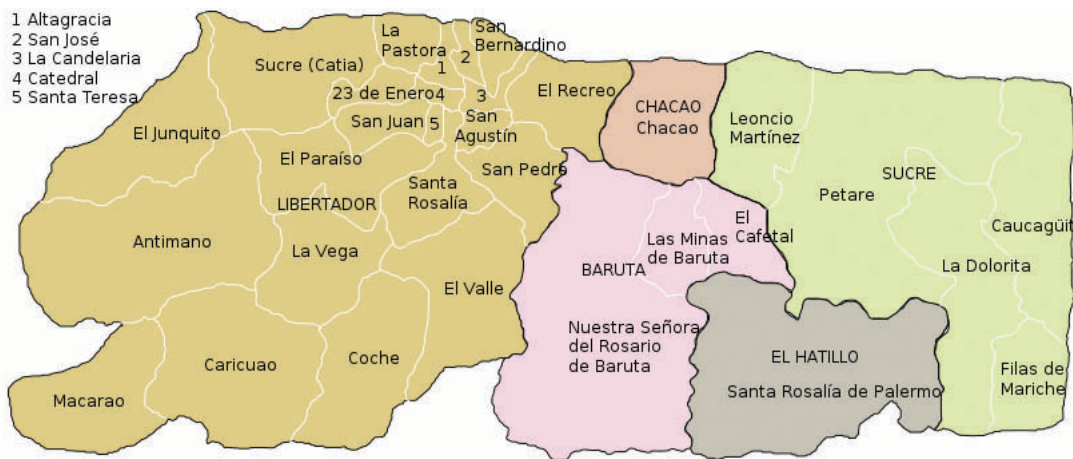 1 Altagracia
2 San José
3 La Candelaria
4 Catedral
5 Santa Teresa
La
Pastora
San
Bernardino
1
2
Sucre (Catia)
23 de Enero
4
3
El Recreo
CHACAO
Chacao
Leoncio
Martínez
El Junquito
San Juan
5
San
Agustín
El Paraíso
San Pedro
Santa
Rosalía
LIBERTADOR
SUCRE
Petare
Caucagüit
Antimano
La Vega
El
Cafetal
Las Minas
de Baruta
BARUTA
La Dolorita
El Valle
Nuestra Señora
del Rosario
de Baruta
Caricuao
Coche
EL HATILLO
Santa Rosalía de Palermo
Filas de
Mariche
Macarao